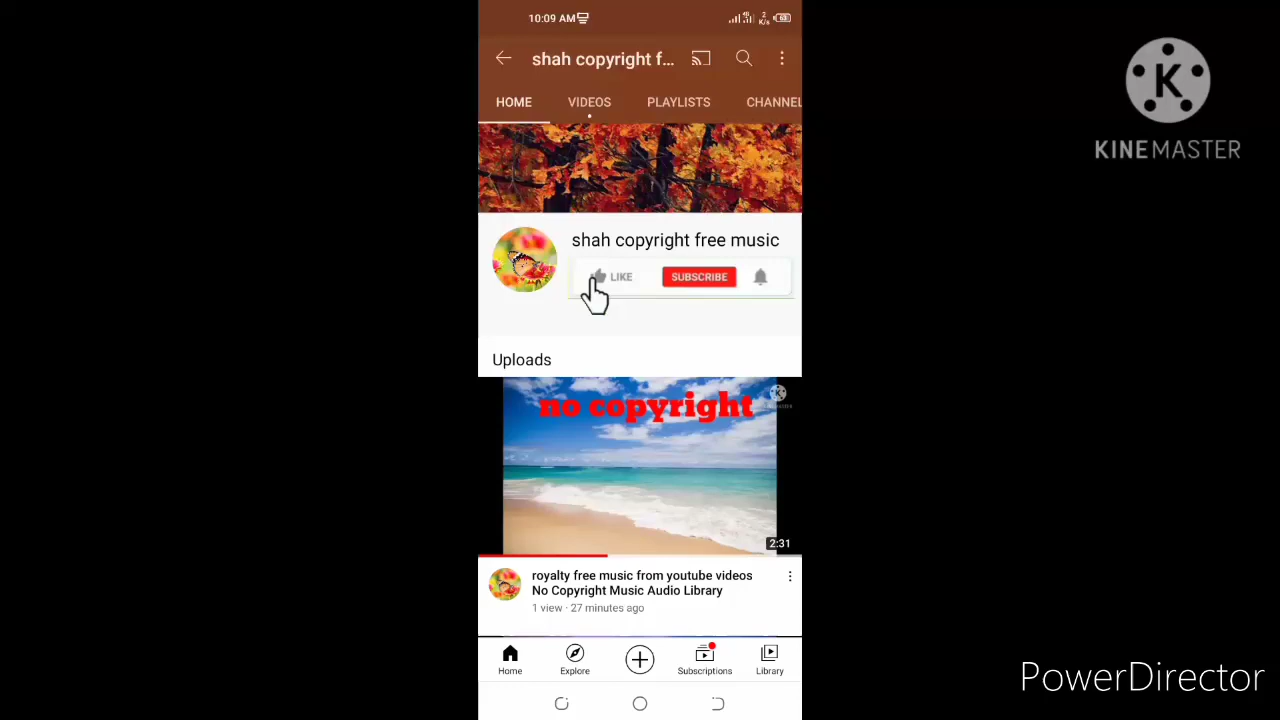 10:09 AM
shah copyright f...
HOME VIDEOS PLAYLISTS CHANNEL
KINEMASTER
shah copyright free music
LIKE SUBSCRIBE
Uploads
no copyright
2:31
royalty free music from youtube videos
No Copyright Music Audio Library
1 view · 27 minutes ago
Home Explore Subscriptions Library
PowerDirector